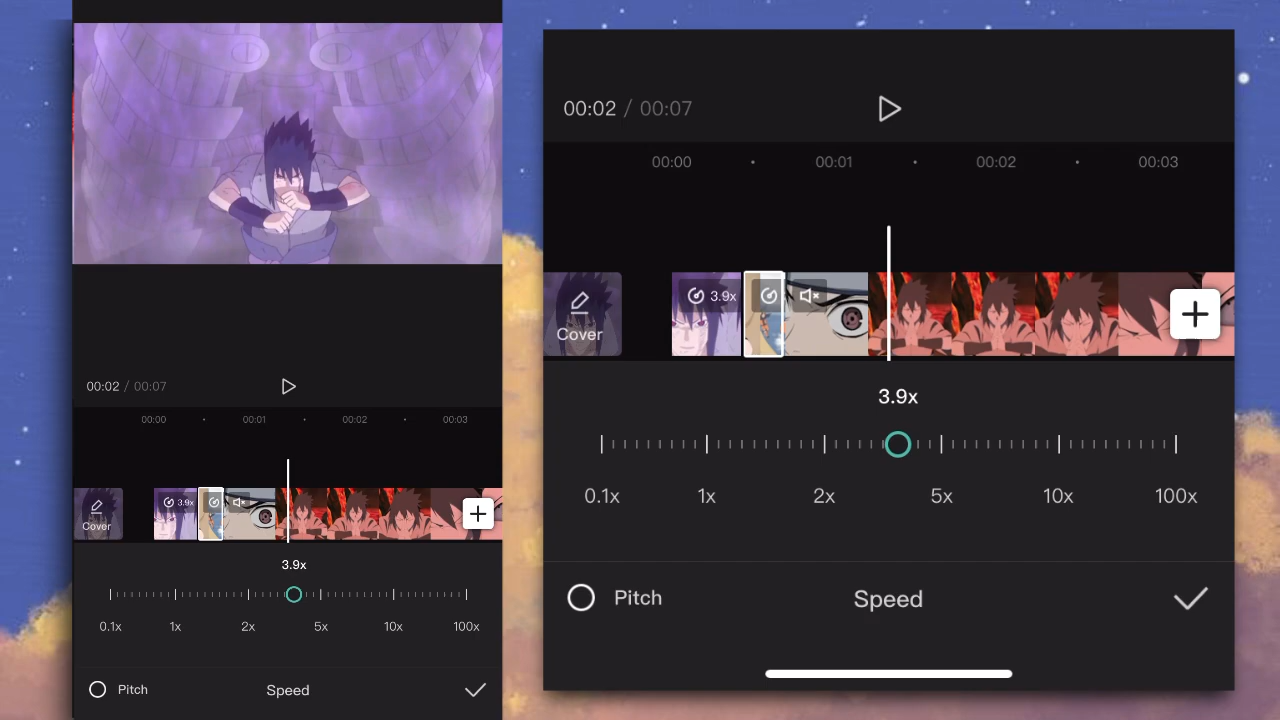 00:02 / 00:07
00:00 00:01 00:02 00:03
3.9x
Cover
3.9x
0.1x 1x 2x 5x 10x 100x
Pitch Speed
00:02 / 00:07
00:00 00:01 00:02 00:03
3.9x
Cover
3.9x
0.1x 1x 2x 5x 10x 100x
Pitch Speed